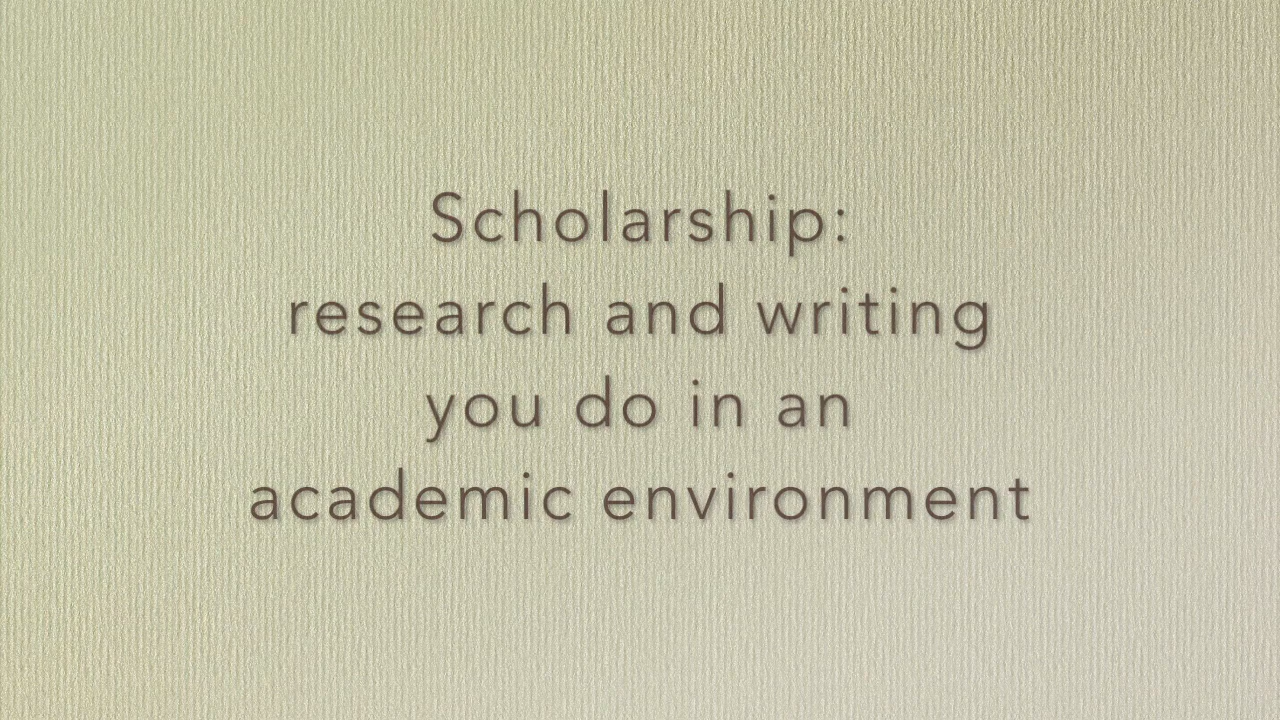 Scholarship:
research and writing
you do in an
academic environment